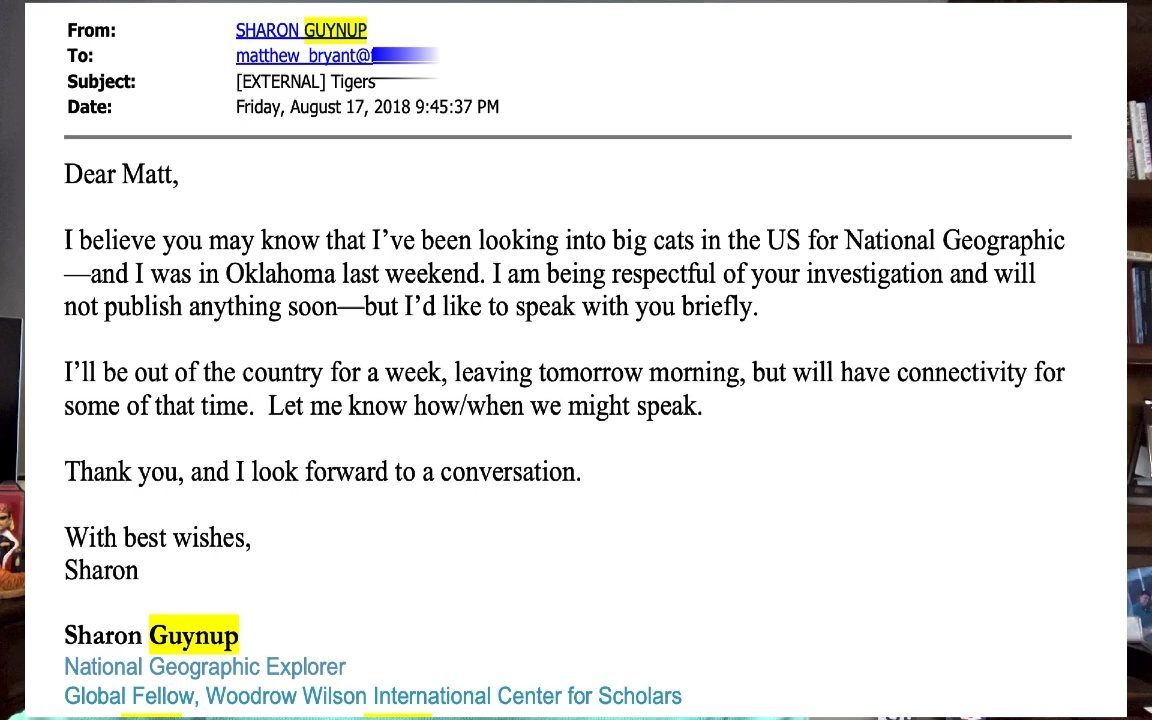 From: SHARON GUYNUP
To: matthew_bryant@
Subject: [EXTERNAL] Tigers
Date: Friday, August 17, 2018 9:45:37 PM
Dear Matt,
I believe you may know that I’ve been looking into big cats in the US for National Geographic
—and I was in Oklahoma last weekend. I am being respectful of your investigation and will
not publish anything soon—but I’d like to speak with you briefly.
I’ll be out of the country for a week, leaving tomorrow morning, but will have connectivity for
some of that time.  Let me know how/when we might speak.
Thank you, and I look forward to a conversation.
With best wishes,
Sharon
Sharon Guynup
National Geographic Explorer
Global Fellow, Woodrow Wilson International Center for Scholars